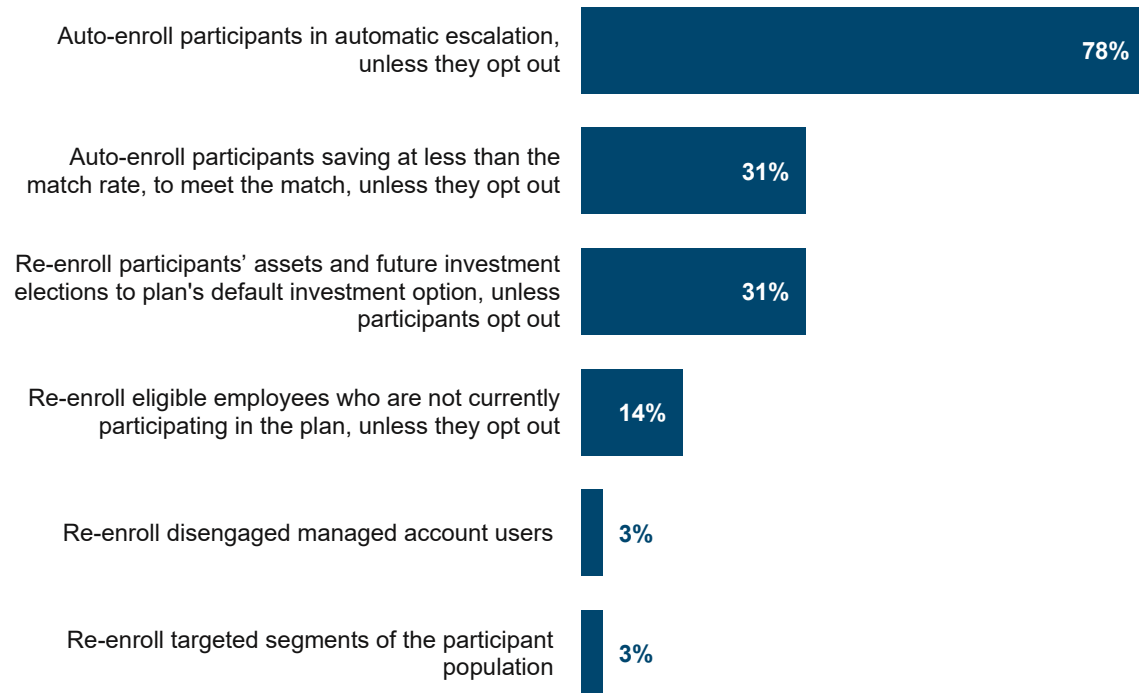 Auto-enroll participants in automatic escalation,
unless they opt out
78%
Auto-enroll participants saving at less than the
match rate, to meet the match, unless they opt out
31%
Re-enroll participants’ assets and future investment
elections to plan's default investment option, unless
participants opt out
31%
Re-enroll eligible employees who are not currently
participating in the plan, unless they opt out
14%
Re-enroll disengaged managed account users
3%
Re-enroll targeted segments of the participant
population
3%